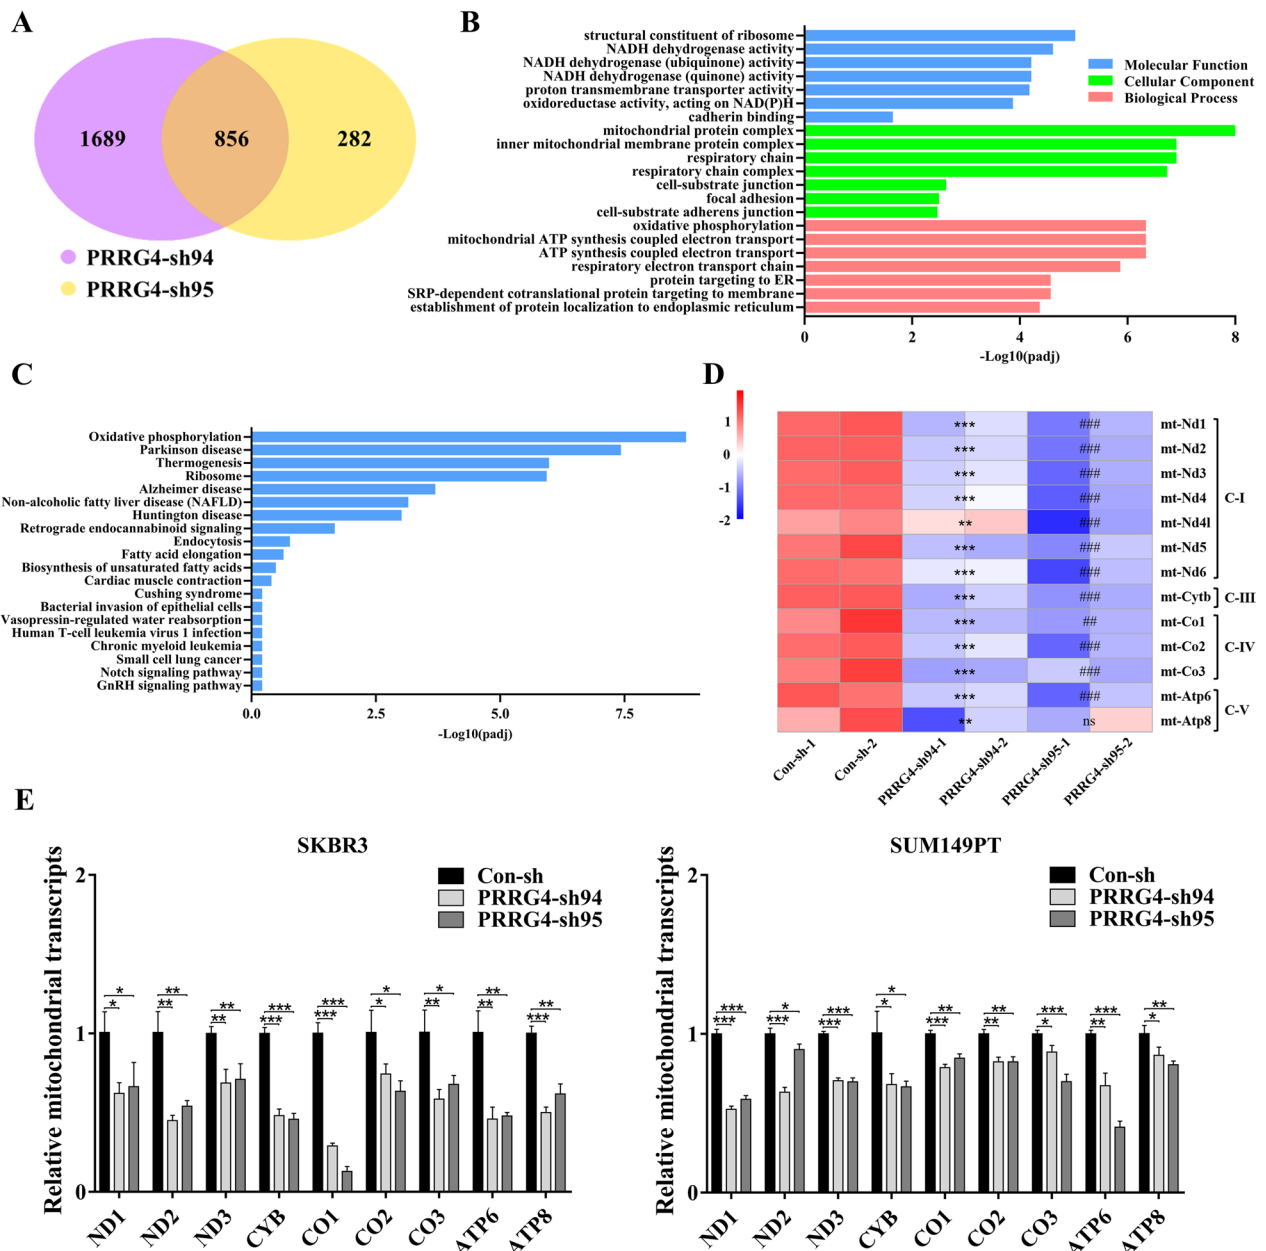 A
1689
856
282
PRRG4-sh94
PRRG4-sh95
B
structural constituent of ribosome
NADH dehydrogenase activity
NADH dehydrogenase (ubiquinone) activity
NADH dehydrogenase (quinone) activity
proton transmembrane transporter activity
oxidoreductase activity, acting on NAD(P)H
cadherin binding
mitochondrial protein complex
inner mitochondrial membrane protein complex
respiratory chain
respiratory chain complex
cell-substrate junction
focal adhesion
cell-substrate adherens junction
oxidative phosphorylation
mitochondrial ATP synthesis coupled electron transport
ATP synthesis coupled electron transport
respiratory electron transport chain
protein targeting to ER
SRP-dependent cotranslational protein targeting to membrane
establishment of protein localization to endoplasmic reticulum
Molecular Function
Cellular Component
Biological Process
0 2 4 6 8
-Log10(padj)
C
Oxidative phosphorylation
Parkinson disease
Thermogenesis
Ribosome
Alzheimer disease
Non-alcoholic fatty liver disease (NAFLD)
Huntington disease
Retrograde endocannabinoid signaling
Endocytosis
Fatty acid elongation
Biosynthesis of unsaturated fatty acids
Cardiac muscle contraction
Cushing syndrome
Bacterial invasion of epithelial cells
Vasopressin-regulated water reabsorption
Human T-cell leukemia virus 1 infection
Chronic myeloid leukemia
Small cell lung cancer
Notch signaling pathway
GnRH signaling pathway
0.0 2.5 5.0 7.5
-Log10(padj)
D
1
0
-1
-2
*** ### mt-Nd1
*** ### mt-Nd2
*** ### mt-Nd3
*** ### mt-Nd4
** ### mt-Nd4l
*** ### mt-Nd5
*** ### mt-Nd6
*** ### mt-Cytb
*** ## mt-Co1
*** ### mt-Co2
*** ### mt-Co3
*** ### mt-Atp6
** ns mt-Atp8
C-I
C-III
C-IV
C-V
Con-sh-1
Con-sh-2
PRRG4-sh94-1
PRRG4-sh94-2
PRRG4-sh95-1
PRRG4-sh95-2
E
SKBR3
Relative mitochondrial transcripts
2
1
0
Con-sh
PRRG4-sh94
PRRG4-sh95
* ** ** *** *** * * ** **
* ** ** *** *** * ** ** ***
ND1 ND2 ND3 CYB CO1 CO2 CO3 ATP6 ATP8
SUM149PT
Relative mitochondrial transcripts
2
1
0
Con-sh
PRRG4-sh94
PRRG4-sh95
*** * *** * ** ** *** *** **
*** *** *** * *** ** * ** *
ND1 ND2 ND3 CYB CO1 CO2 CO3 ATP6 ATP8